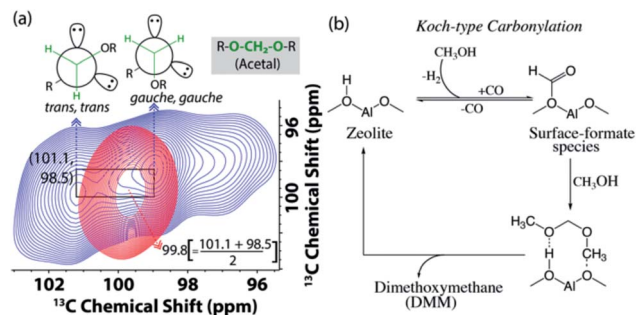 (a)
OR
R
H
trans, trans
R
OR
gauche, gauche
R-O-CH₂-O-R
(Acetal)
(101.1,
98.5)
99.8[=(101.1 + 98.5)/2]
96
100
¹³C Chemical Shift (ppm)
102 100 98 96
¹³C Chemical Shift (ppm)
(b) Koch-type Carbonylation
CH₃OH
-H₂
+CO
-CO
H
O Al O
Zeolite
H O
O Al O
Surface-formate
species
CH₃OH
H₃C O O
H CH₃
O Al O
Dimethoxymethane
(DMM)